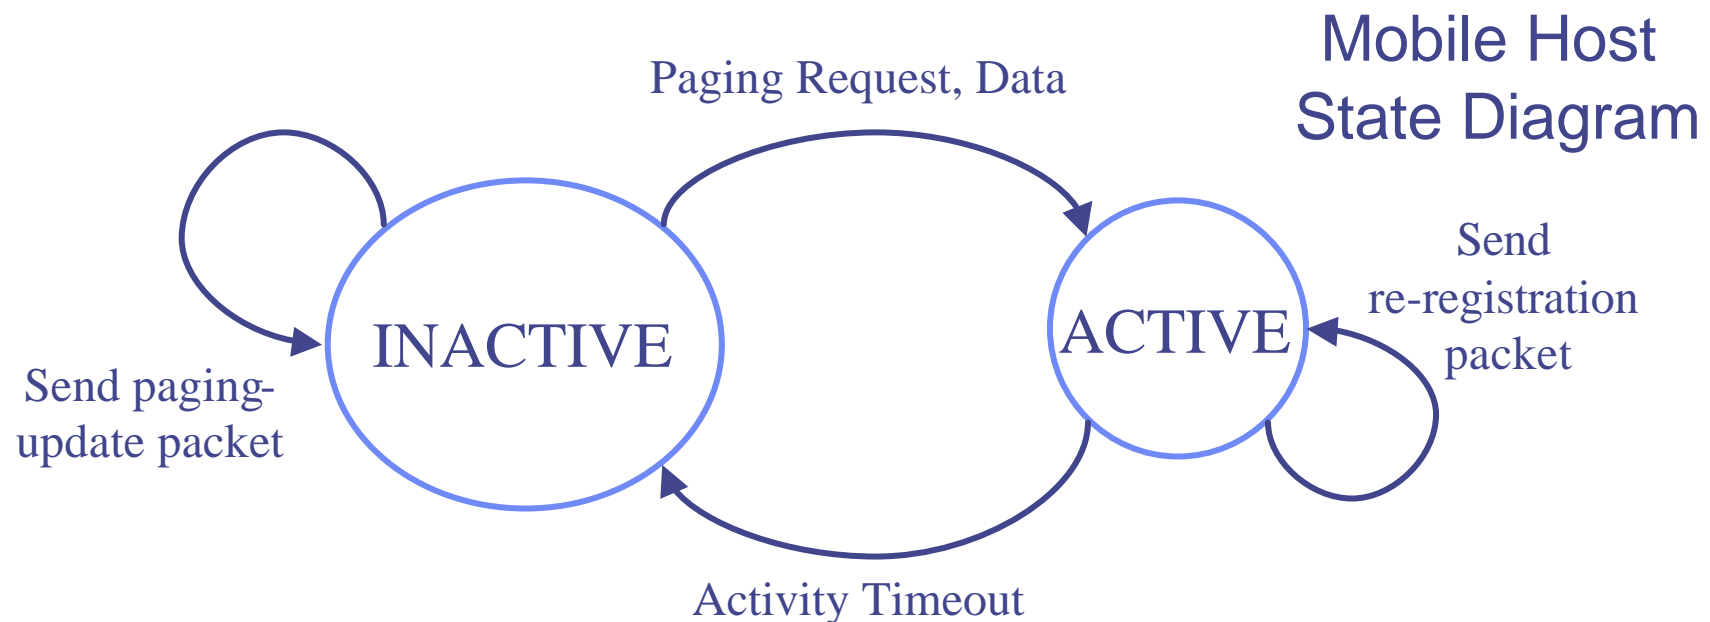 Mobile Host
State Diagram
Paging Request, Data
Send
re-registration
packet
INACTIVE
ACTIVE
Send paging-
update packet
Activity Timeout